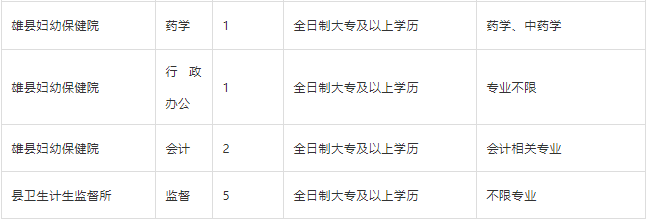 雄县妇幼保健院 药学 1 全日制大专及以上学历 药学、中药学
雄县妇幼保健院 行 政 1 全日制大专及以上学历 专业不限
办公
雄县妇幼保健院 会计 2 全日制大专及以上学历 会计相关专业
县卫生计生监督所 监督 5 全日制大专及以上学历 不限专业